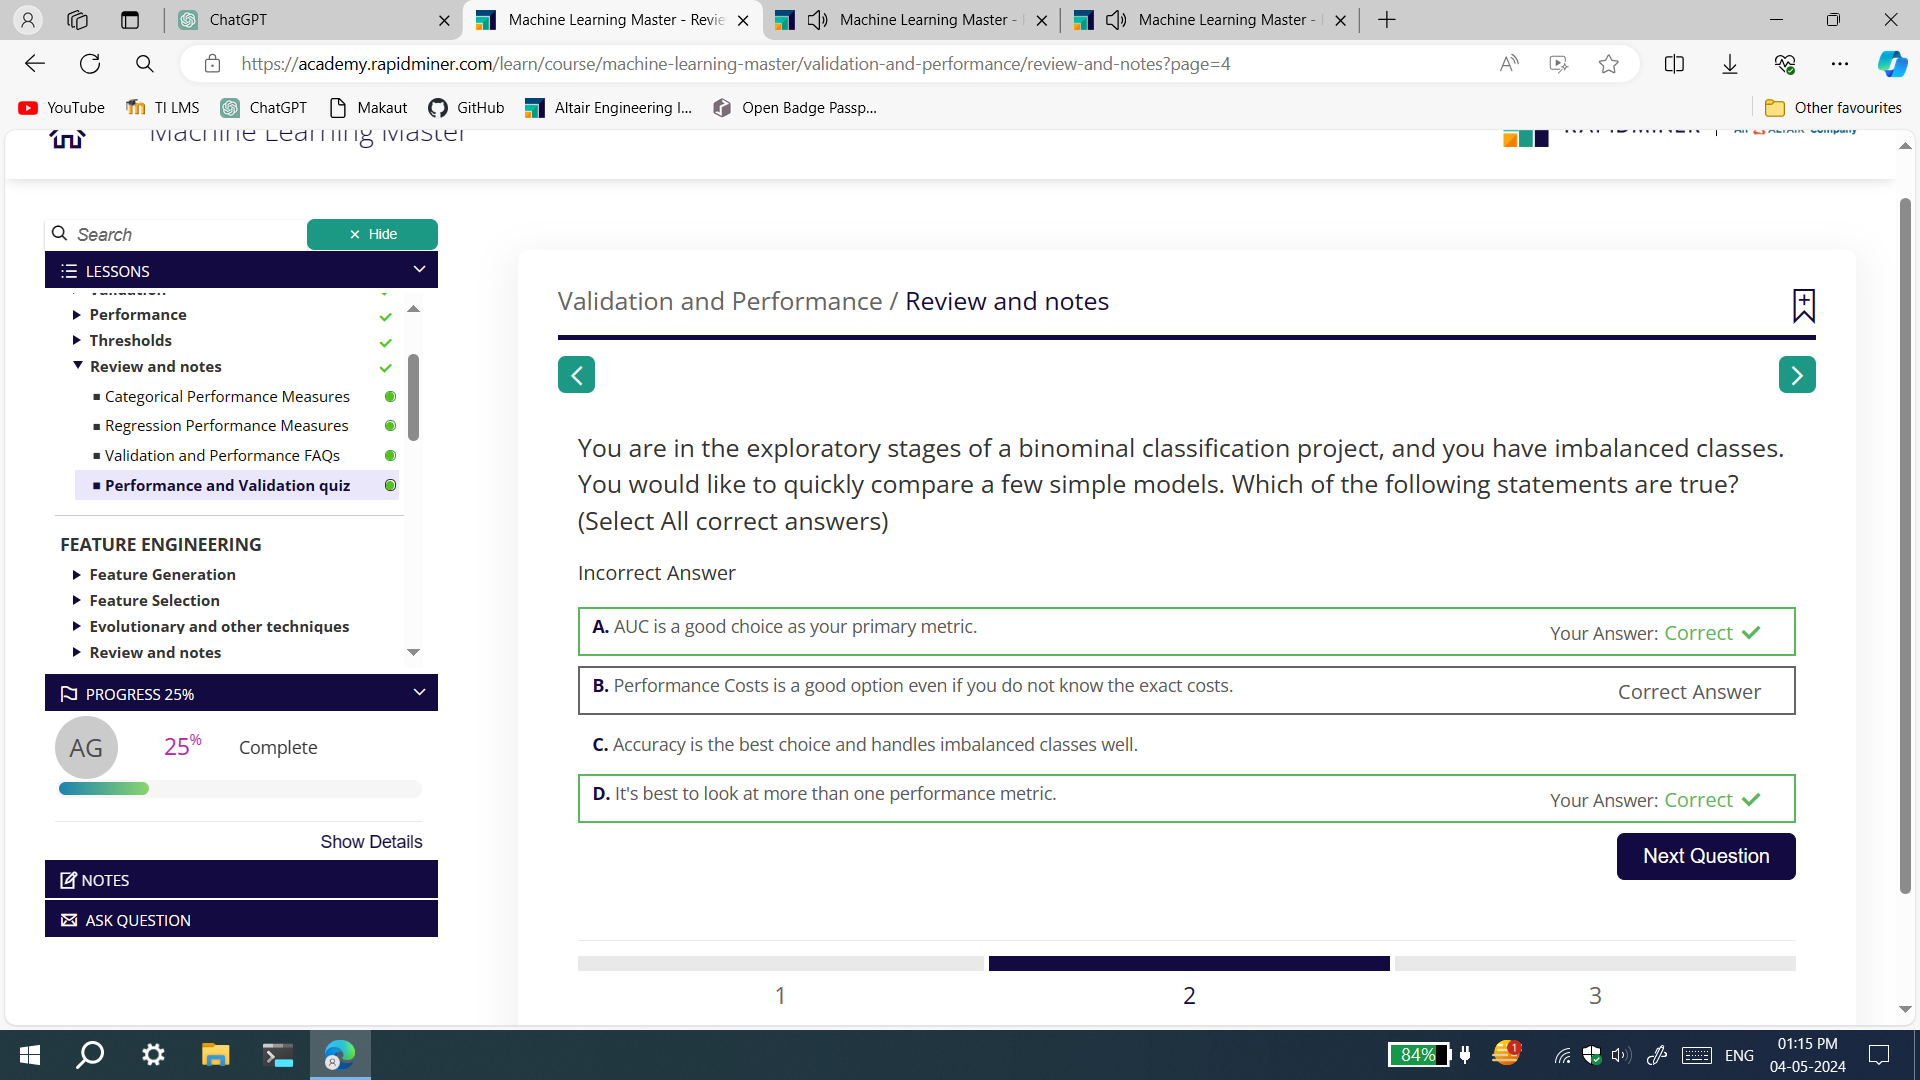 ChatGPT
Machine Learning Master - Revie
Machine Learning Master -
Machine Learning Master -
https://academy.rapidminer.com/learn/course/machine-learning-master/validation-and-performance/review-and-notes?page=4
YouTube
TI LMS
ChatGPT
Makaut
GitHub
Altair Engineering I...
Open Badge Passp...
Other favourites
Machine Learning Master
RAPIDMINER
An ALTAIR Company
Search
× Hide
LESSONS
Validation
Performance
Thresholds
Review and notes
Categorical Performance Measures
Regression Performance Measures
Validation and Performance FAQs
Performance and Validation quiz
FEATURE ENGINEERING
Feature Generation
Feature Selection
Evolutionary and other techniques
Review and notes
PROGRESS 25%
AG
25%
Complete
Show Details
NOTES
ASK QUESTION
Validation and Performance / Review and notes
You are in the exploratory stages of a binominal classification project, and you have imbalanced classes.
You would like to quickly compare a few simple models. Which of the following statements are true?
(Select All correct answers)
Incorrect Answer
A. AUC is a good choice as your primary metric.
Your Answer: Correct
B. Performance Costs is a good option even if you do not know the exact costs.
Correct Answer
C. Accuracy is the best choice and handles imbalanced classes well.
D. It's best to look at more than one performance metric.
Your Answer: Correct
Next Question
1
2
3
84%
1
ENG
01:15 PM
04-05-2024